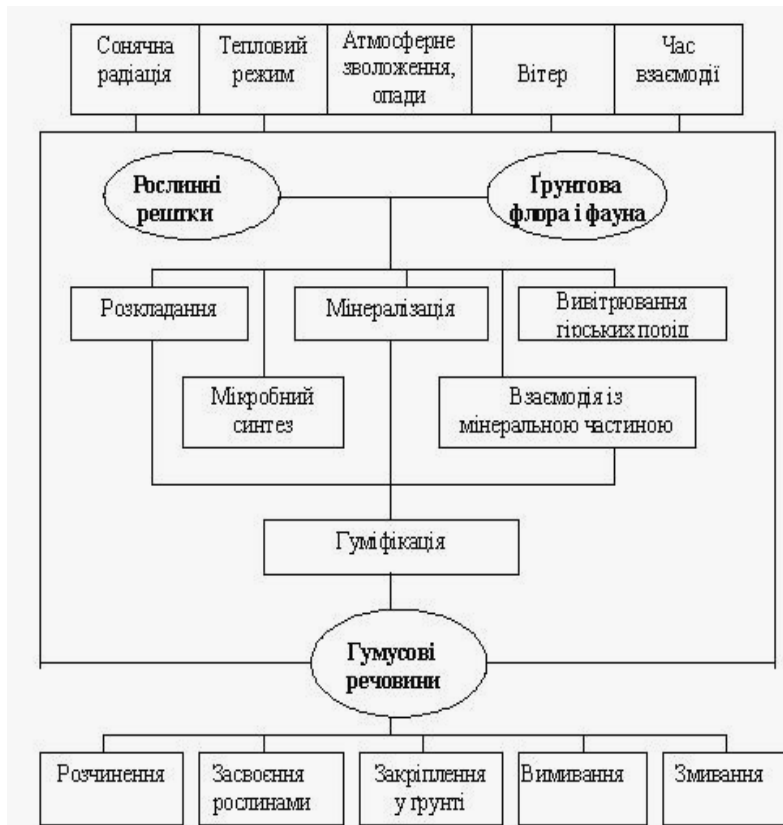 Сонячна
радіація
Тепловий
режим
Атмосферне
зволоження,
опади
Вітер
Час
взаємодії
Рослинні
рештки
Ґрунтова
флора і фауна
Розкладання
Мінералізація
Вивітрювання
гірських порід
Мікробний
синтез
Взаємодія із
мінеральною частиною
Гуміфікація
Гумусові
речовини
Розчинення
Засвоєння
рослинами
Закріплення
у ґрунті
Вимивання
Змивання